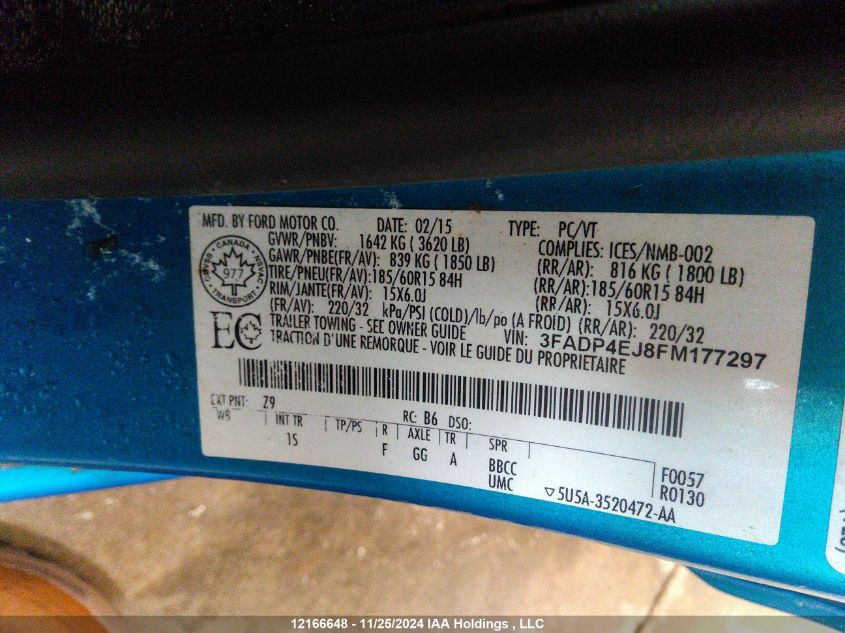 MFD. BY FORD MOTOR CO. DATE: 02/15 TYPE: PC/VT
GVWR/PNBV: 1642 KG ( 3620 LB) COMPLIES: ICES/NMB-002
GAWR/PNBE(FR/AV): 839 KG ( 1850 LB) (RR/AR): 816 KG ( 1800 LB)
TIRE/PNEU(FR/AV):185/60R15 84H (RR/AR):185/60R15 84H
RIM/JANTE(FR/AV): 15X6.0J (RR/AR): 15X6.0J
(FR/AV): 220/32 kPa/PSI (COLD)/lb/po (A FROID) (RR/AR): 220/32
TRAILER TOWING - SEE OWNER GUIDE VIN: 3FADP4EJ8FM177297
TRACTION D'UNE REMORQUE - VOIR LE GUIDE DU PROPRIETAIRE
CANADA
CMVSS NSVAC
977
TRANSPORT
EC
EXT PNT: Z9 RC: B6 DSO:
WB INT TR TP/PS R AXLE TR SPR
1S F GG A BBCC F0057
UMC R0130
5U5A-3520472-AA
12166648 - 11/25/2024 IAA Holdings , LLC